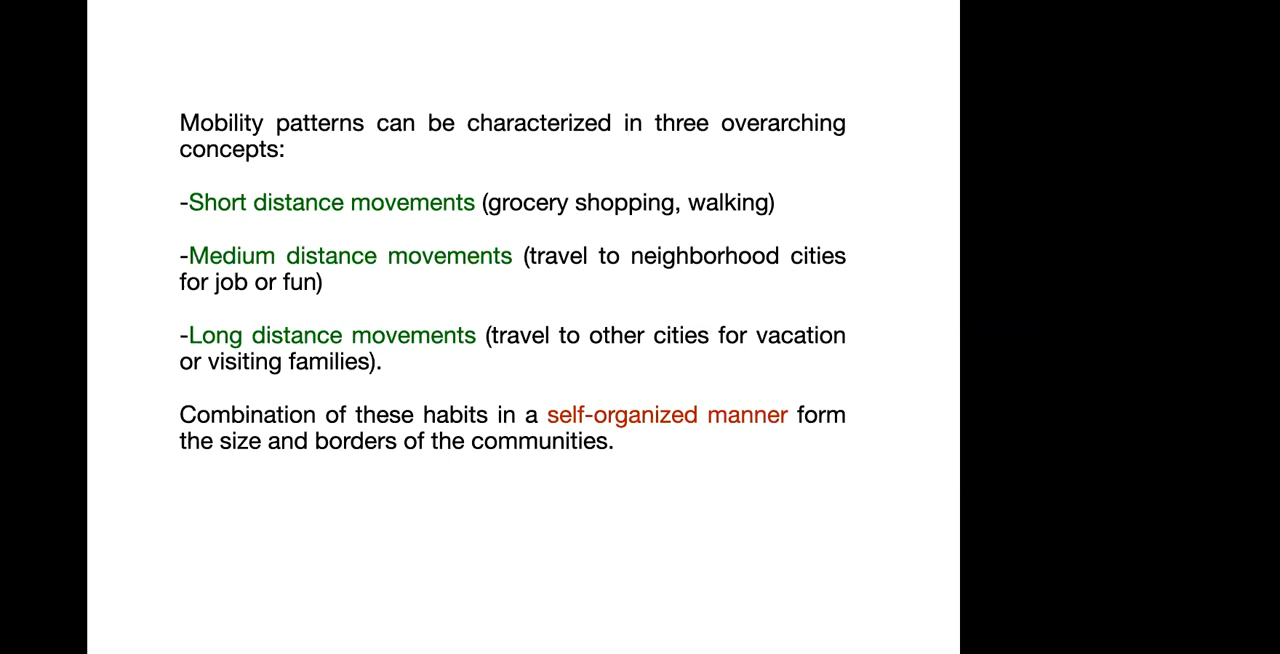 Mobility patterns can be characterized in three overarching
concepts:
-Short distance movements (grocery shopping, walking)
-Medium distance movements (travel to neighborhood cities
for job or fun)
-Long distance movements (travel to other cities for vacation
or visiting families).
Combination of these habits in a self-organized manner form
the size and borders of the communities.